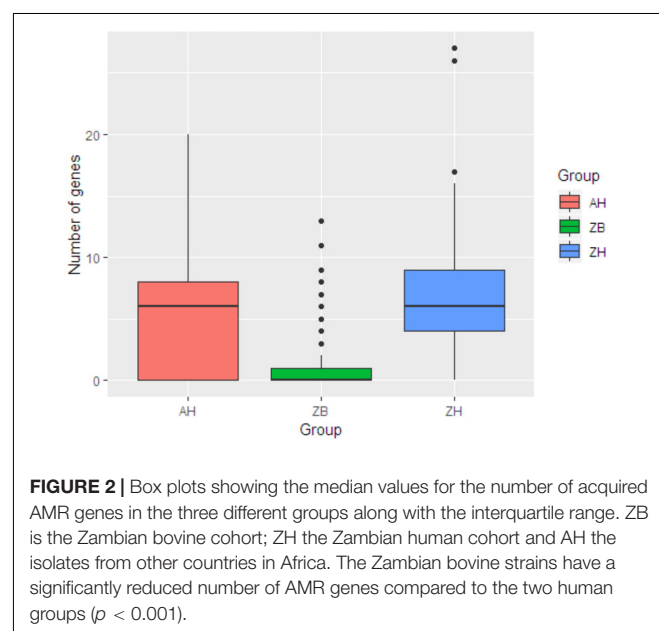 20
10
0
Number of genes
AH
ZB
ZH
Group
Group
AH
ZB
ZH
FIGURE 2 | Box plots showing the median values for the number of acquired
AMR genes in the three different groups along with the interquartile range. ZB
is the Zambian bovine cohort; ZH the Zambian human cohort and AH the
isolates from other countries in Africa. The Zambian bovine strains have a
significantly reduced number of AMR genes compared to the two human
groups (p < 0.001).